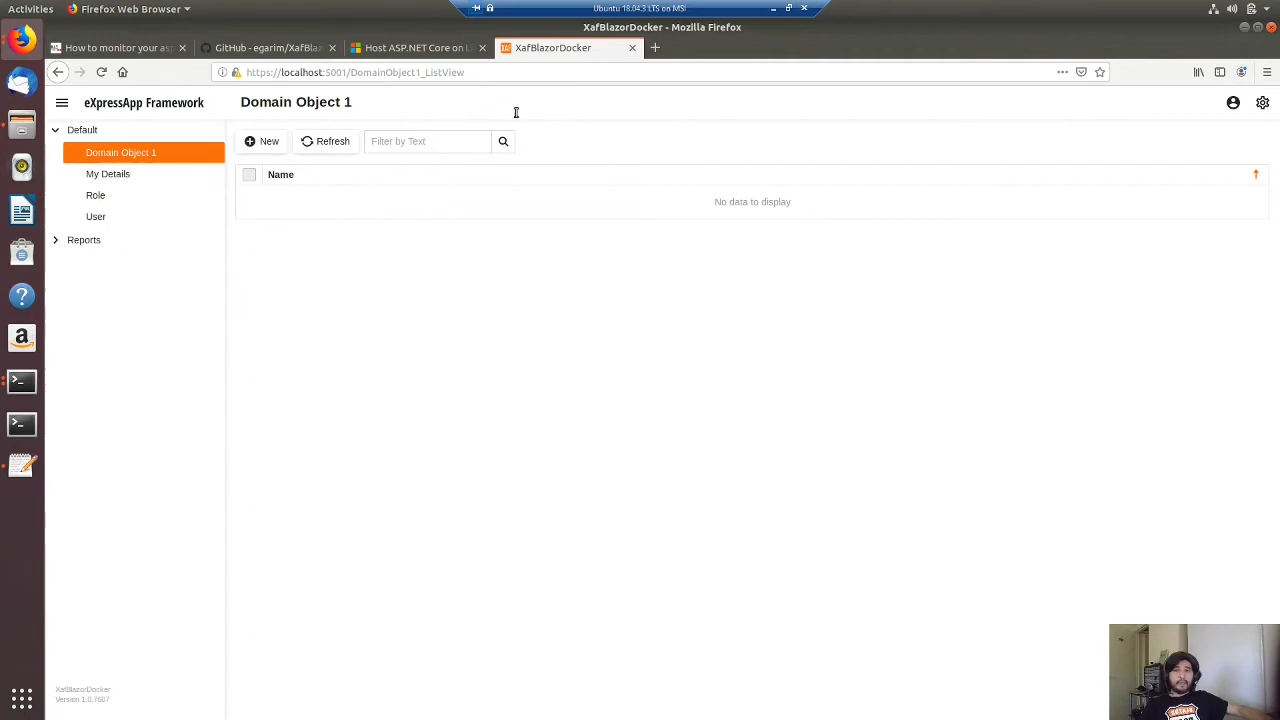 Activities
Firefox Web Browser
Ubuntu 18.04.3 LTS on MSI
XafBlazorDocker - Mozilla Firefox
How to monitor your asp
GitHub - egarim/XafBlaz
Host ASP.NET Core on L
XafBlazorDocker
https://localhost:5001/DomainObject1_ListView
eXpressApp Framework
Domain Object 1
Default
Domain Object 1
My Details
Role
User
Reports
New
Refresh
Filter by Text
Name
No data to display
XafBlazorDocker
Version 1.0.7607